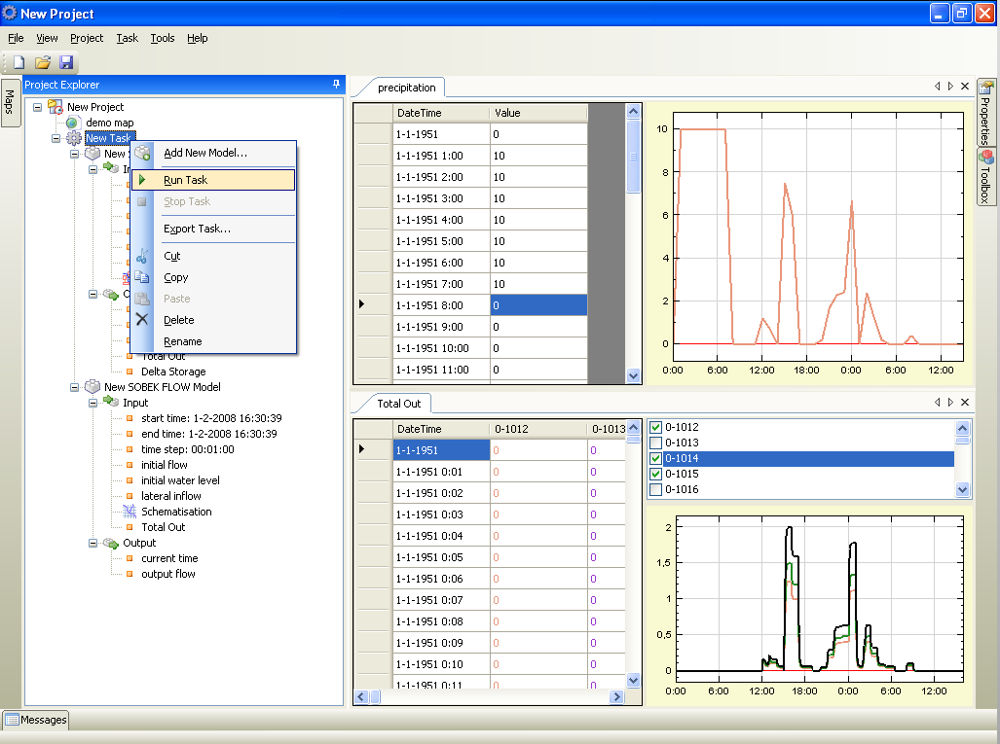 New Project
File View Project Task Tools Help
Maps
Project Explorer
New Project
demo map
New Task
New S
In
O
Total Out
Delta Storage
New SOBEK FLOW Model
Input
start time: 1-2-2008 16:30:39
end time: 1-2-2008 16:30:39
time step: 00:01:00
initial flow
initial water level
lateral inflow
Schematisation
Total Out
Output
current time
output flow
Add New Model...
Run Task
Stop Task
Export Task...
Cut
Copy
Paste
Delete
Rename
precipitation
DateTime Value
1-1-1951 0
1-1-1951 1:00 10
1-1-1951 2:00 10
1-1-1951 3:00 10
1-1-1951 4:00 10
1-1-1951 5:00 10
1-1-1951 6:00 10
1-1-1951 7:00 10
1-1-1951 8:00 0
1-1-1951 9:00 0
1-1-1951 10:00 0
1-1-1951 11:00 0
10
8
6
4
2
0
0:00 6:00 12:00 18:00 0:00 6:00 12:00
Properties
Toolbox
Total Out
DateTime 0-1012 0-1013
1-1-1951 0 0
1-1-1951 0:01 0 0
1-1-1951 0:02 0 0
1-1-1951 0:03 0 0
1-1-1951 0:04 0 0
1-1-1951 0:05 0 0
1-1-1951 0:06 0 0
1-1-1951 0:07 0 0
1-1-1951 0:08 0 0
1-1-1951 0:09 0 0
1-1-1951 0:10 0 0
1-1-1951 0:11 0 0
0-1012
0-1013
0-1014
0-1015
0-1016
2
1,5
1
0,5
0
0:00 6:00 12:00 18:00 0:00 6:00 12:00
Messages